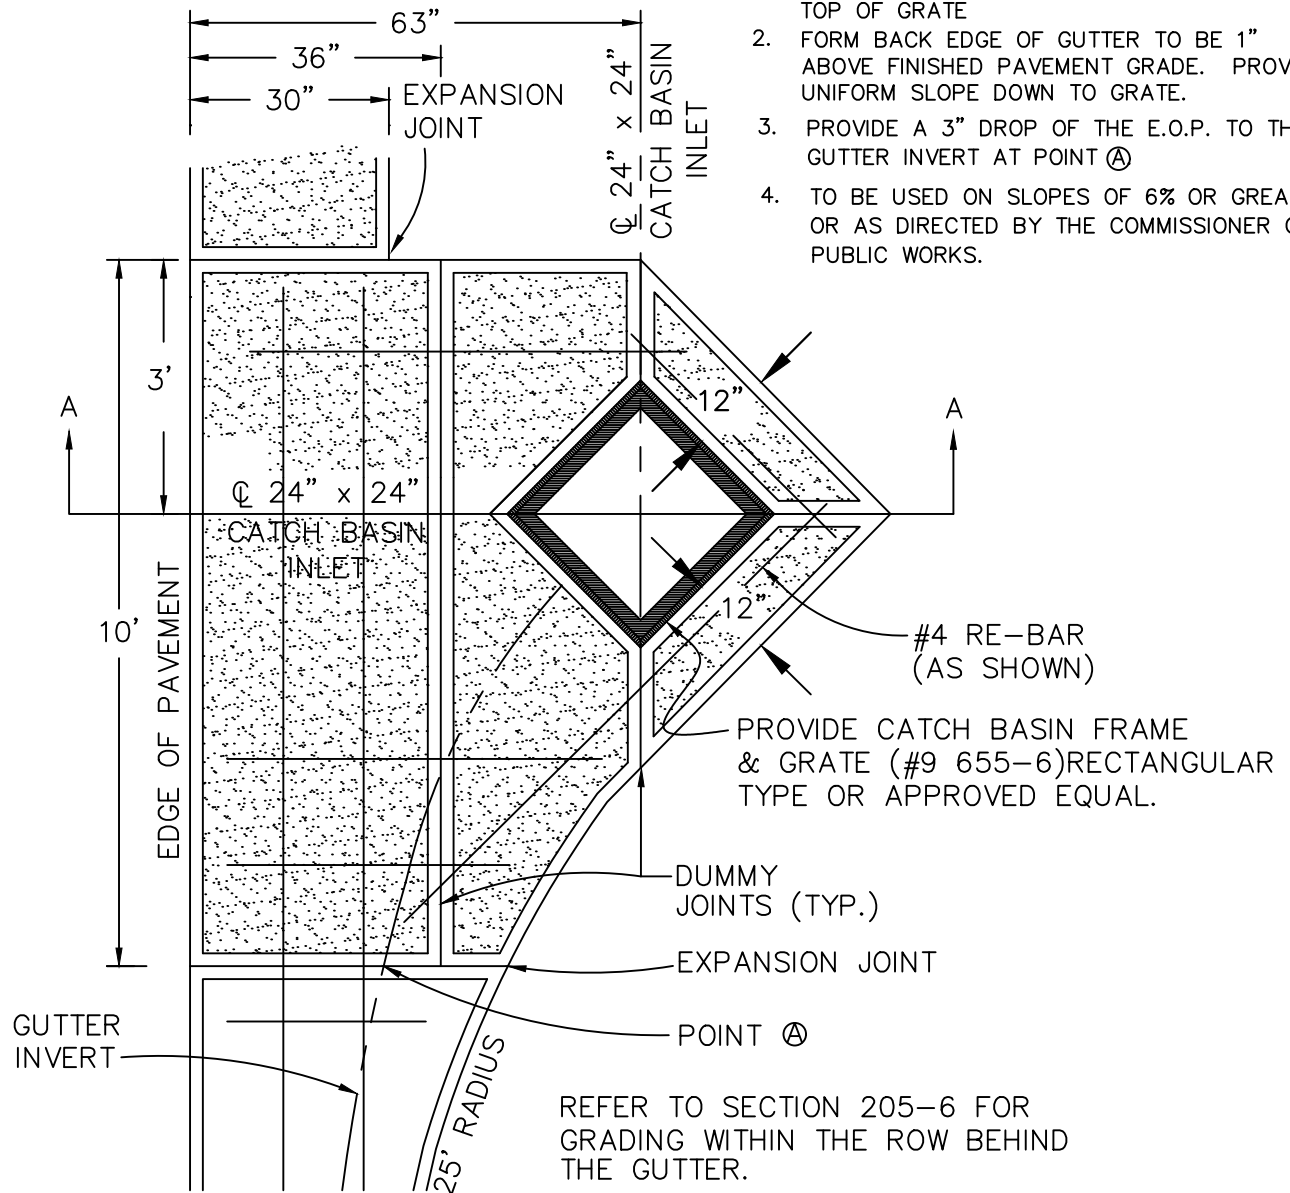 TOP OF GRATE
2. FORM BACK EDGE OF GUTTER TO BE 1"
ABOVE FINISHED PAVEMENT GRADE. PROV
UNIFORM SLOPE DOWN TO GRATE.
3. PROVIDE A 3" DROP OF THE E.O.P. TO TH
GUTTER INVERT AT POINT Ⓐ
4. TO BE USED ON SLOPES OF 6% OR GREA
OR AS DIRECTED BY THE COMMISSIONER
PUBLIC WORKS.
63"
36"
30"
EXPANSION
JOINT
℄ 24" x 24"
CATCH BASIN
INLET
3'
A
A
12"
℄ 24" x 24"
CATCH BASIN
INLET
12"
10'
EDGE OF PAVEMENT
#4 RE-BAR
(AS SHOWN)
PROVIDE CATCH BASIN FRAME
& GRATE (#9 655-6)RECTANGULAR
TYPE OR APPROVED EQUAL.
DUMMY
JOINTS (TYP.)
EXPANSION JOINT
GUTTER
INVERT
POINT Ⓐ
25' RADIUS
REFER TO SECTION 205-6 FOR
GRADING WITHIN THE ROW BEHIND
THE GUTTER.